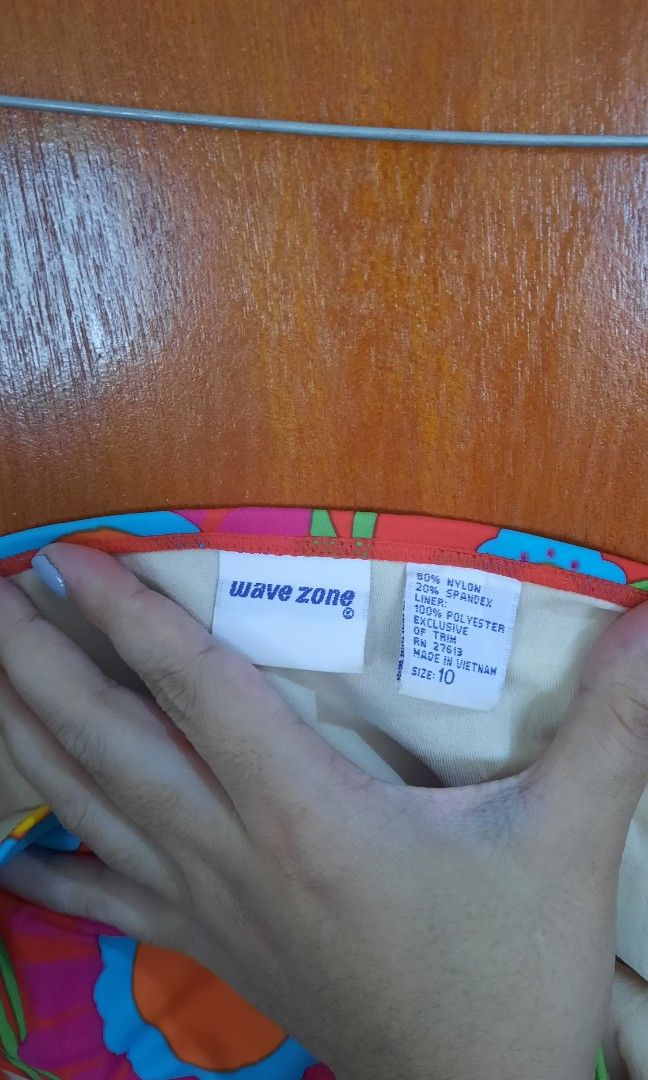 wave zone
©
80% NYLON
20% SPANDEX
LINER:
100% POLYESTER
EXCLUSIVE
OF TRIM
RN 27613
MADE IN VIETNAM
SIZE: 10